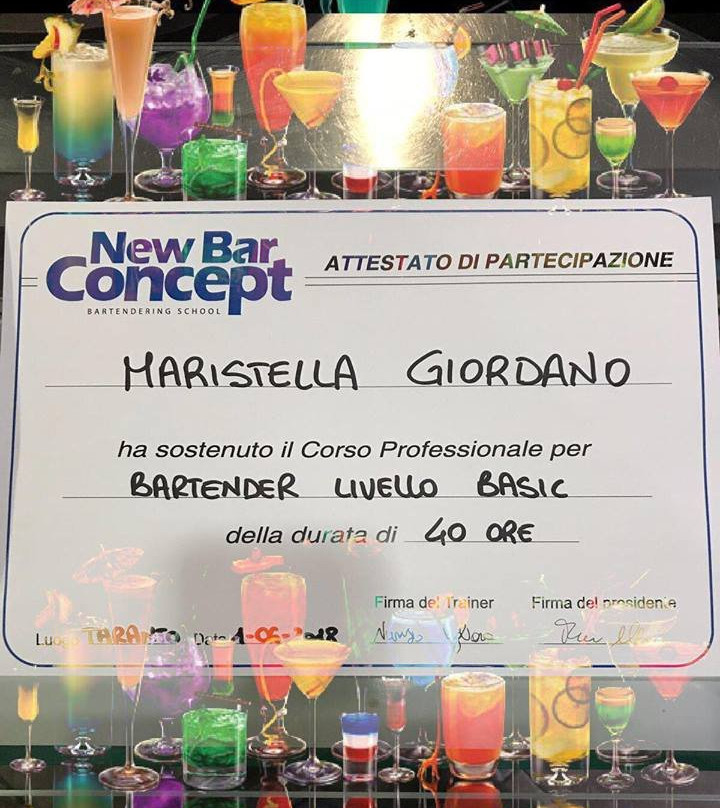 New Bar
Concept
BARTENDERING SCHOOL
ATTESTATO DI PARTECIPAZIONE
MARISTELLA GIORDANO
ha sostenuto il Corso Professionale per
BARTENDER LIVELLO BASIC
della durata di 40 ORE
Firma del Trainer Firma del presidente
Luogo TARANTO Data